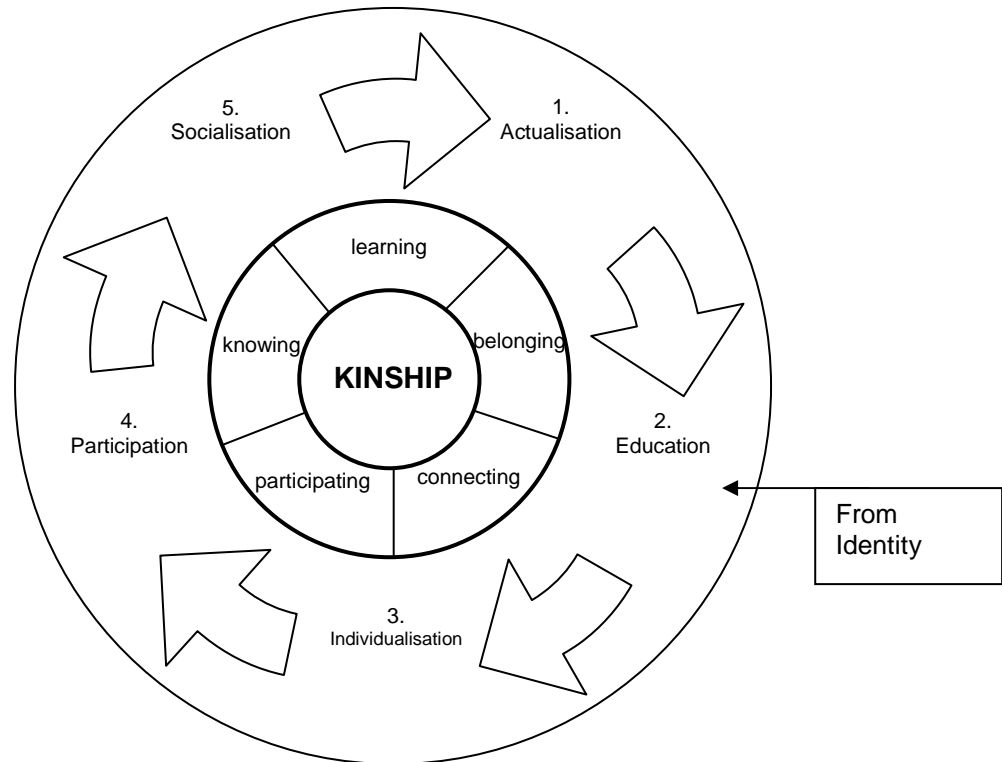 5.
Socialisation
1.
Actualisation
learning
knowing
belonging
KINSHIP
4.
Participation
2.
Education
participating
connecting
From
Identity
3.
Individualisation